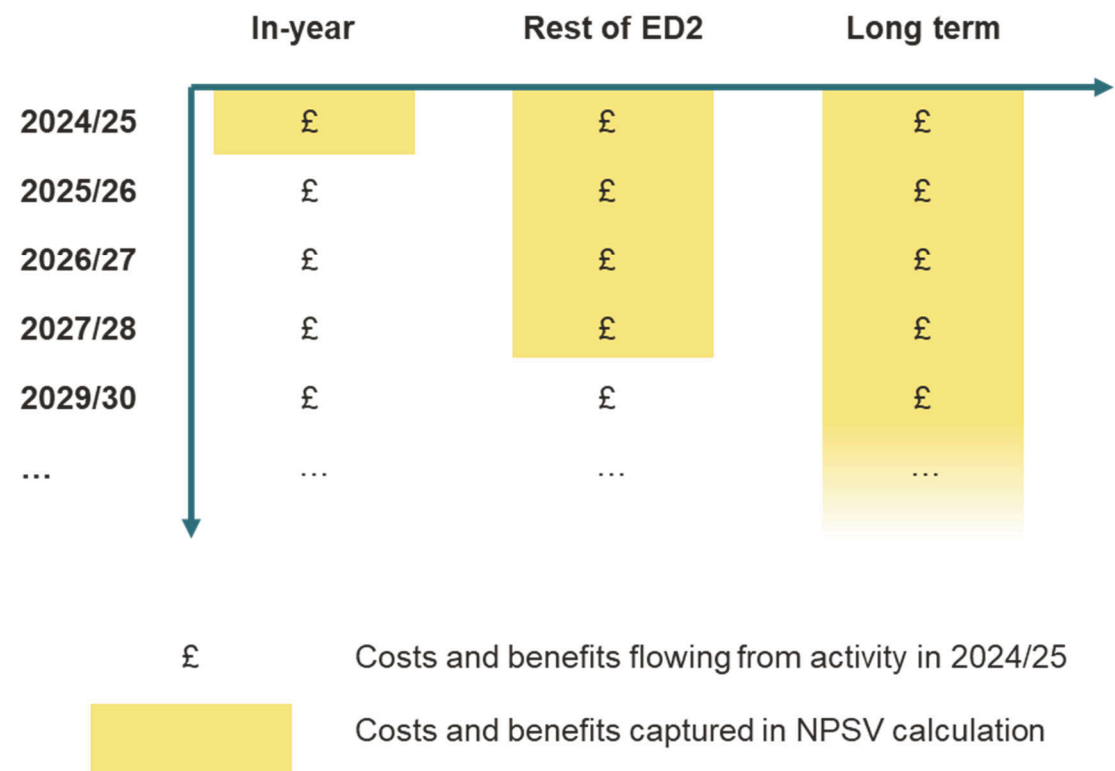 In-year Rest of ED2 Long term
2024/25 £ £ £
2025/26 £ £ £
2026/27 £ £ £
2027/28 £ £ £
2029/30 £ £ £
... ... ... ...
£ Costs and benefits flowing from activity in 2024/25
Costs and benefits captured in NPSV calculation